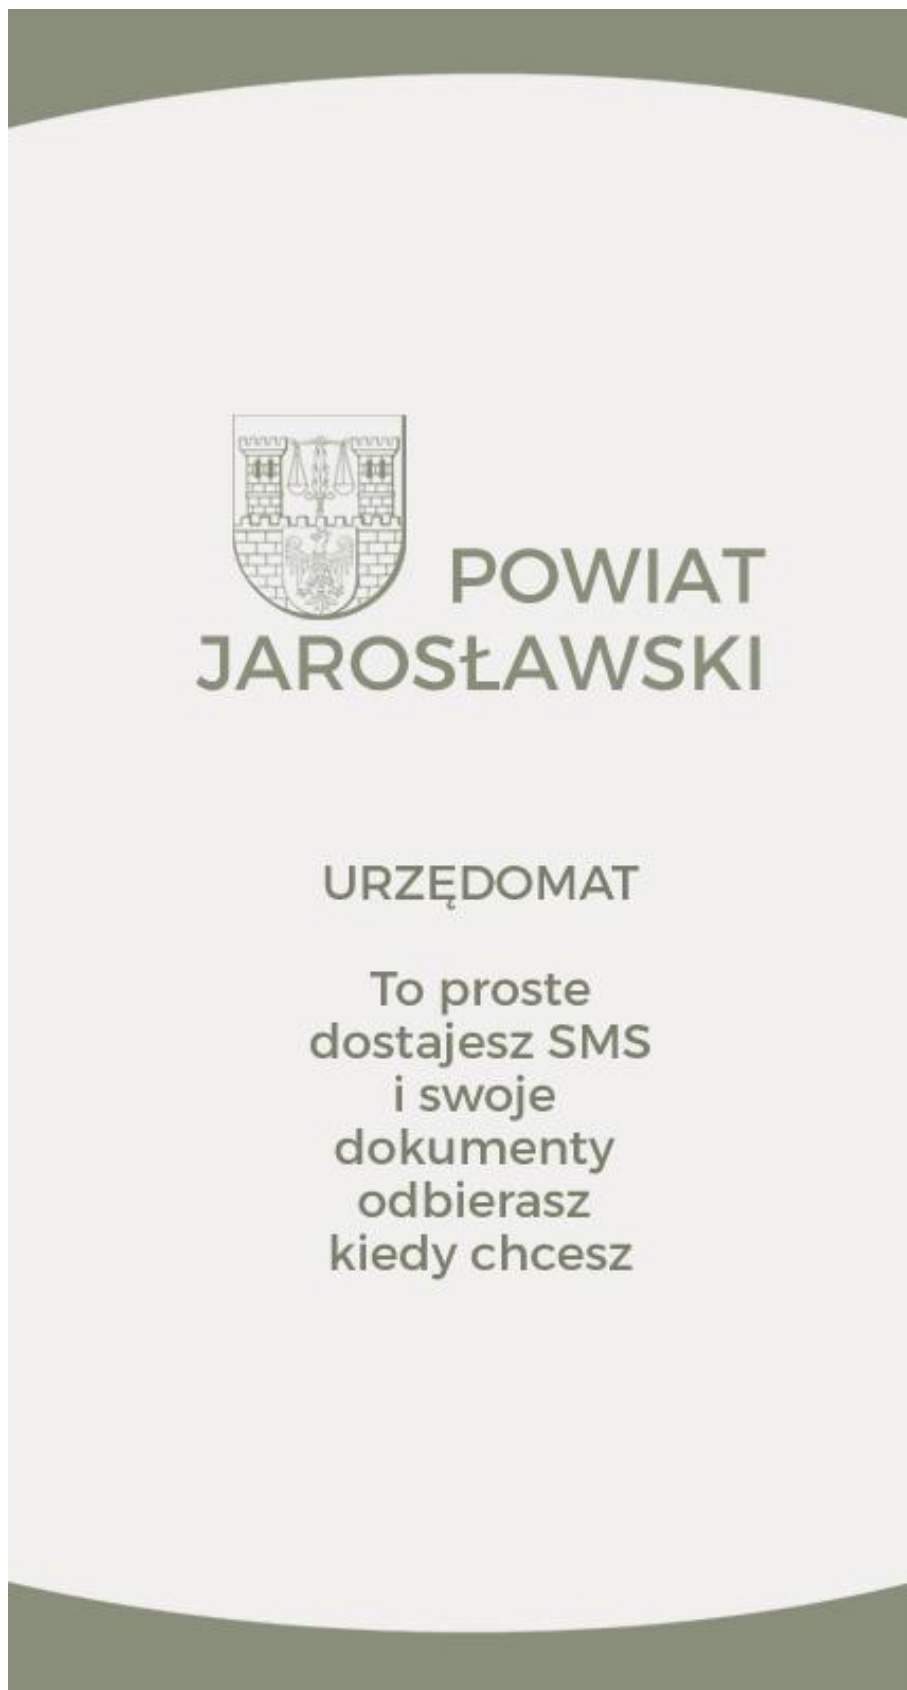 POWIAT
JAROSŁAWSKI
URZĘDOMAT
To proste
dostajesz SMS
i swoje
dokumenty
odbierasz
kiedy chcesz